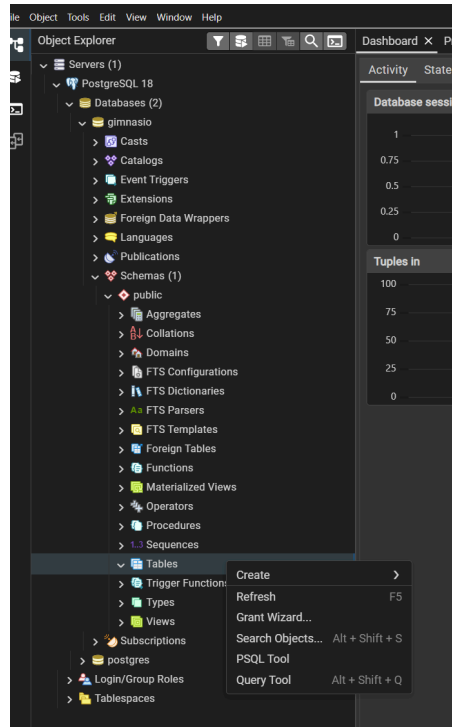 ile Object Tools Edit View Window Help
Object Explorer
Dashboard X P
Servers (1)
PostgreSQL 18
Databases (2)
gimnasio
Casts
Catalogs
Event Triggers
Extensions
Foreign Data Wrappers
Languages
Publications
Schemas (1)
public
Aggregates
Collations
Domains
FTS Configurations
FTS Dictionaries
Aa FTS Parsers
FTS Templates
Foreign Tables
Functions
Materialized Views
Operators
Procedures
1..3 Sequences
Tables
Trigger Functions
Types
Views
Subscriptions
postgres
Login/Group Roles
Tablespaces
Activity State
Database sessi
1
0.75
0.5
0.25
0
Tuples in
100
75
50
25
0
Create
Refresh F5
Grant Wizard...
Search Objects... Alt + Shift + S
PSQL Tool
Query Tool Alt + Shift + Q